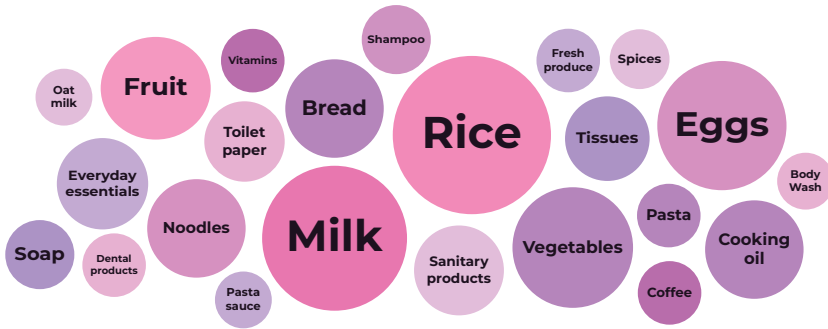 Shampoo
Vitamins
Fresh
produce
Spices
Fruit
Oat
milk
Bread
Rice
Eggs
Toilet
paper
Tissues
Everyday
essentials
Body
Wash
Noodles
Milk
Pasta
Vegetables
Cooking
oil
Soap
Dental
products
Sanitary
products
Pasta
sauce
Coffee